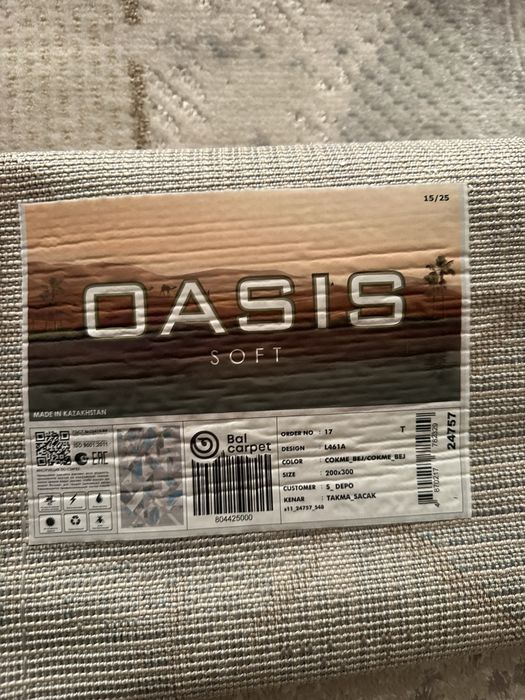 15/25
OASIS
SOFT
MADE IN KAZAKHSTAN
ISO 9001:2015
EAC
Bal
carpet
804425000
ORDER NO : 17 T
DESIGN : L461A
COLOR : COKME_BEJ/COKME_BEJ
SIZE : 200x300
CUSTOMER : S_DEPO
KENAR : TAKMA_SACAK
s11_24757_548
24757